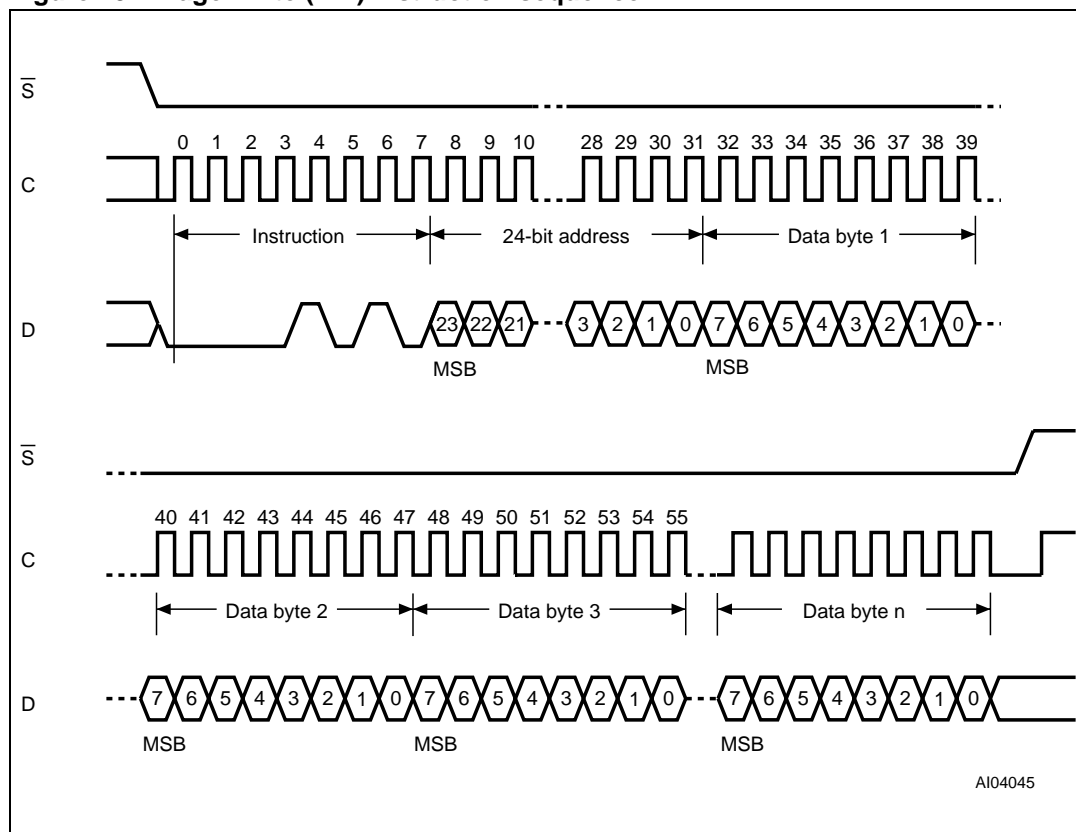 S
0 1 2 3 4 5 6 7 8 9 10 28 29 30 31 32 33 34 35 36 37 38 39
C
Instruction 24-bit address Data byte 1
D 23 22 21 3 2 1 0 7 6 5 4 3 2 1 0
MSB MSB
S
40 41 42 43 44 45 46 47 48 49 50 51 52 53 54 55
C
Data byte 2 Data byte 3 Data byte n
D 7 6 5 4 3 2 1 0 7 6 5 4 3 2 1 0 7 6 5 4 3 2 1 0
MSB MSB MSB
AI04045